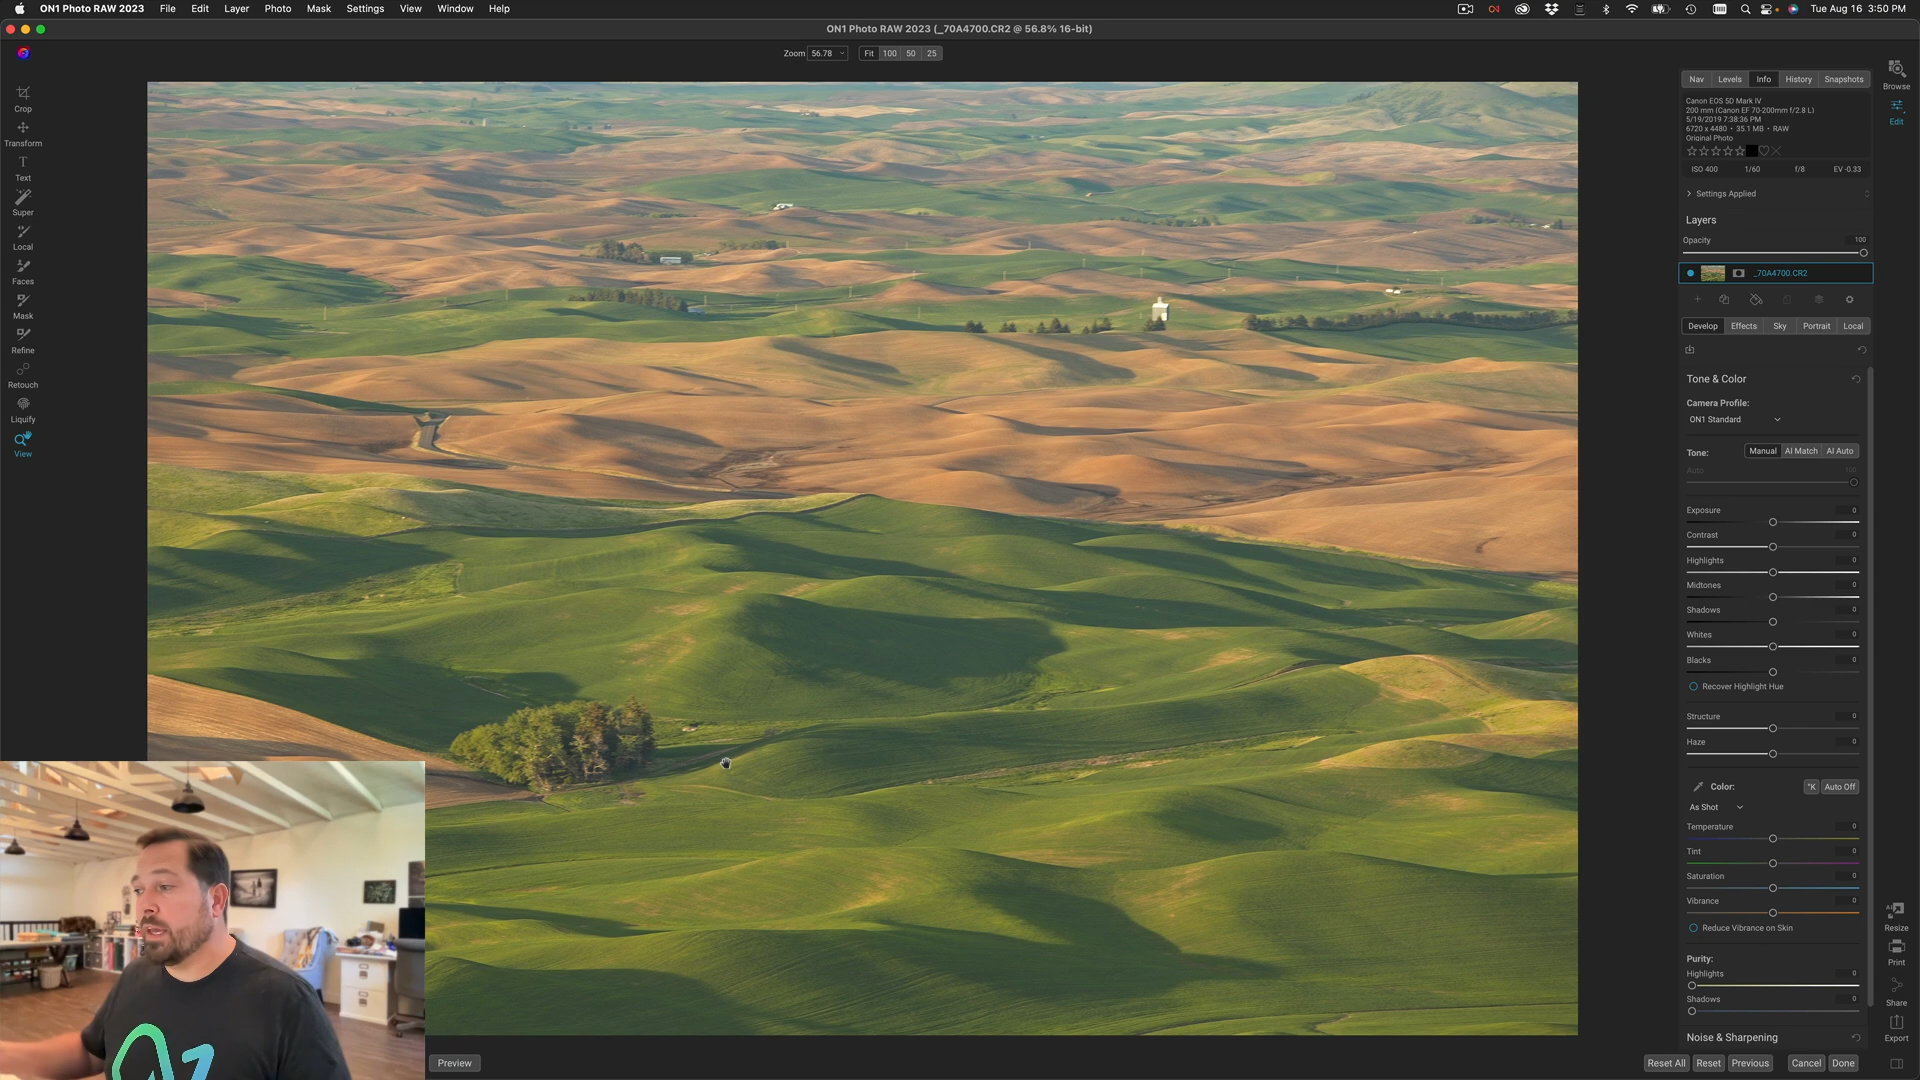 ON1 Photo RAW 2023 File Edit Layer Photo Mask Settings View Window Help
Tue Aug 16 3:50 PM
ON1 Photo RAW 2023 (_70A4700.CR2 @ 56.8% 16-bit)
Zoom 56.78 Fit 100 50 25
Crop
Transform
Text
Super
Local
Faces
Mask
Refine
Retouch
Liquify
View
Nav Levels Info History Snapshots
Browse
Edit
Canon EOS 5D Mark IV
200 mm (Canon EF 70-200mm f/2.8 L)
5/19/2019 7:38:36 PM
6720 x 4480 • 35.1 MB • RAW
Original Photo
ISO 400 1/60 f/8 EV -0.33
Settings Applied
Layers
Opacity 100
_70A4700.CR2
Develop Effects Sky Portrait Local
Tone & Color
Camera Profile:
ON1 Standard
Tone: Manual AI Match AI Auto
Auto 100
Exposure 0
Contrast 0
Highlights 0
Midtones 0
Shadows 0
Whites 0
Blacks 0
Recover Highlight Hue
Structure 0
Haze 0
Color: °K Auto Off
As Shot
Temperature 0
Tint 0
Saturation 0
Vibrance 0
Reduce Vibrance on Skin
Purity:
Highlights 0
Shadows 0
Noise & Sharpening
Resize
Print
Share
Export
Preview
Reset All Reset Previous Cancel Done